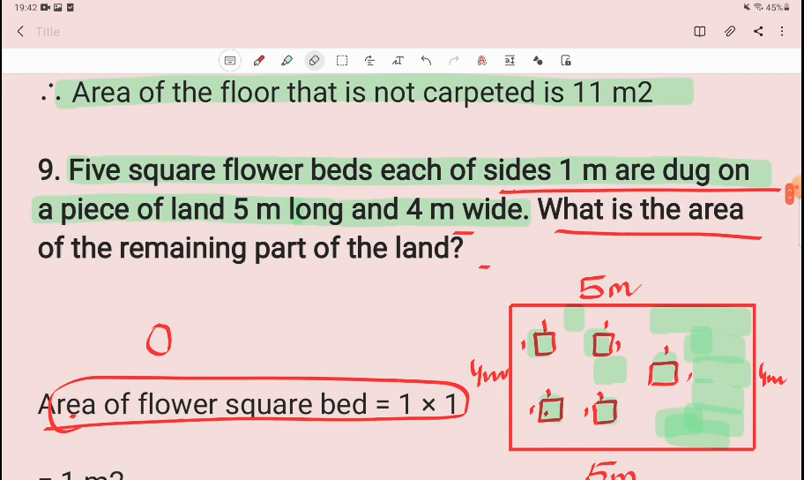 19:42
45%
Title
∴ Area of the floor that is not carpeted is 11 m2
9. Five square flower beds each of sides 1 m are dug on
a piece of land 5 m long and 4 m wide. What is the area
of the remaining part of the land?
5m
4m
4m
Area of flower square bed = 1 × 1
5m
= 1 m2